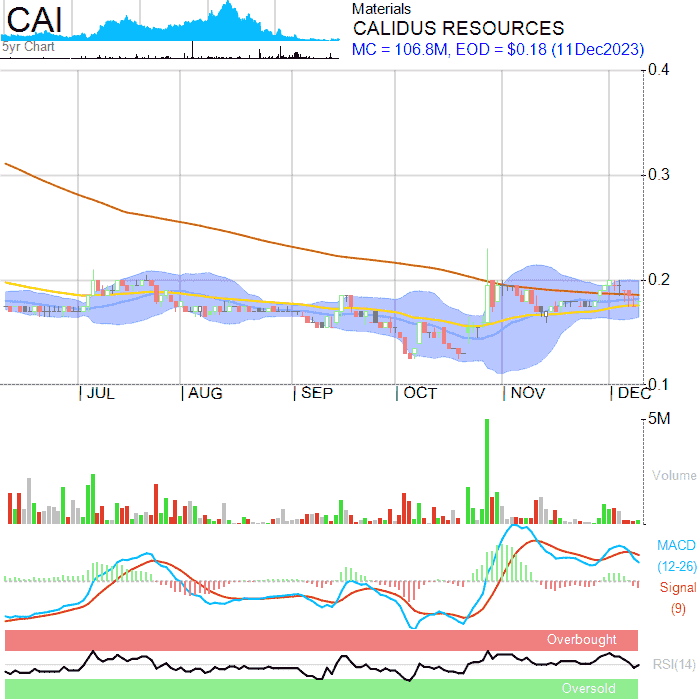 CAI
5yr Chart
Materials
CALIDUS RESOURCES
MC = 106.8M, EOD = $0.18 (11Dec2023)
0.4
0.3
0.2
0.1
JUL AUG SEP OCT NOV DEC
5M
Volume
MACD
(12-26)
Signal
(9)
Overbought
RSI(14)
Oversold